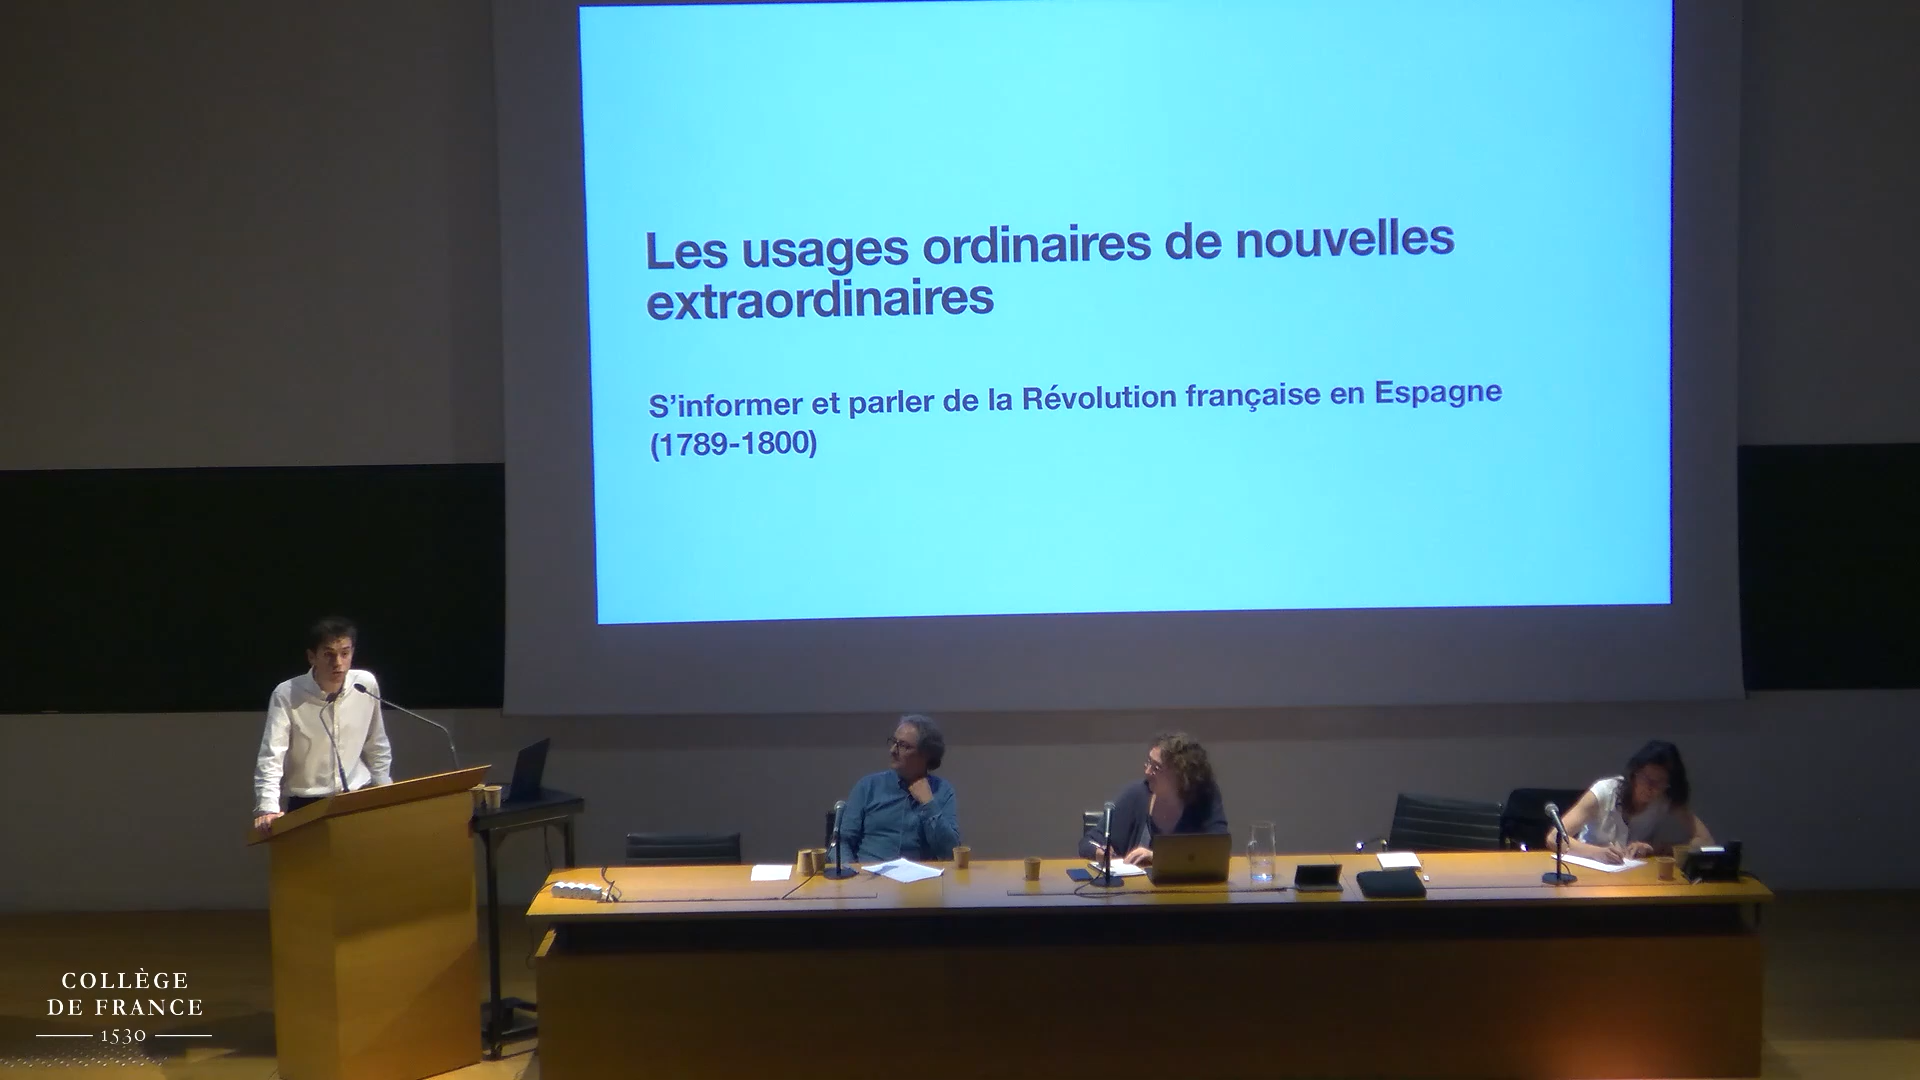 Les usages ordinaires de nouvelles
extraordinaires
S’informer et parler de la Révolution française en Espagne
(1789-1800)
COLLÈGE
DE FRANCE
1530